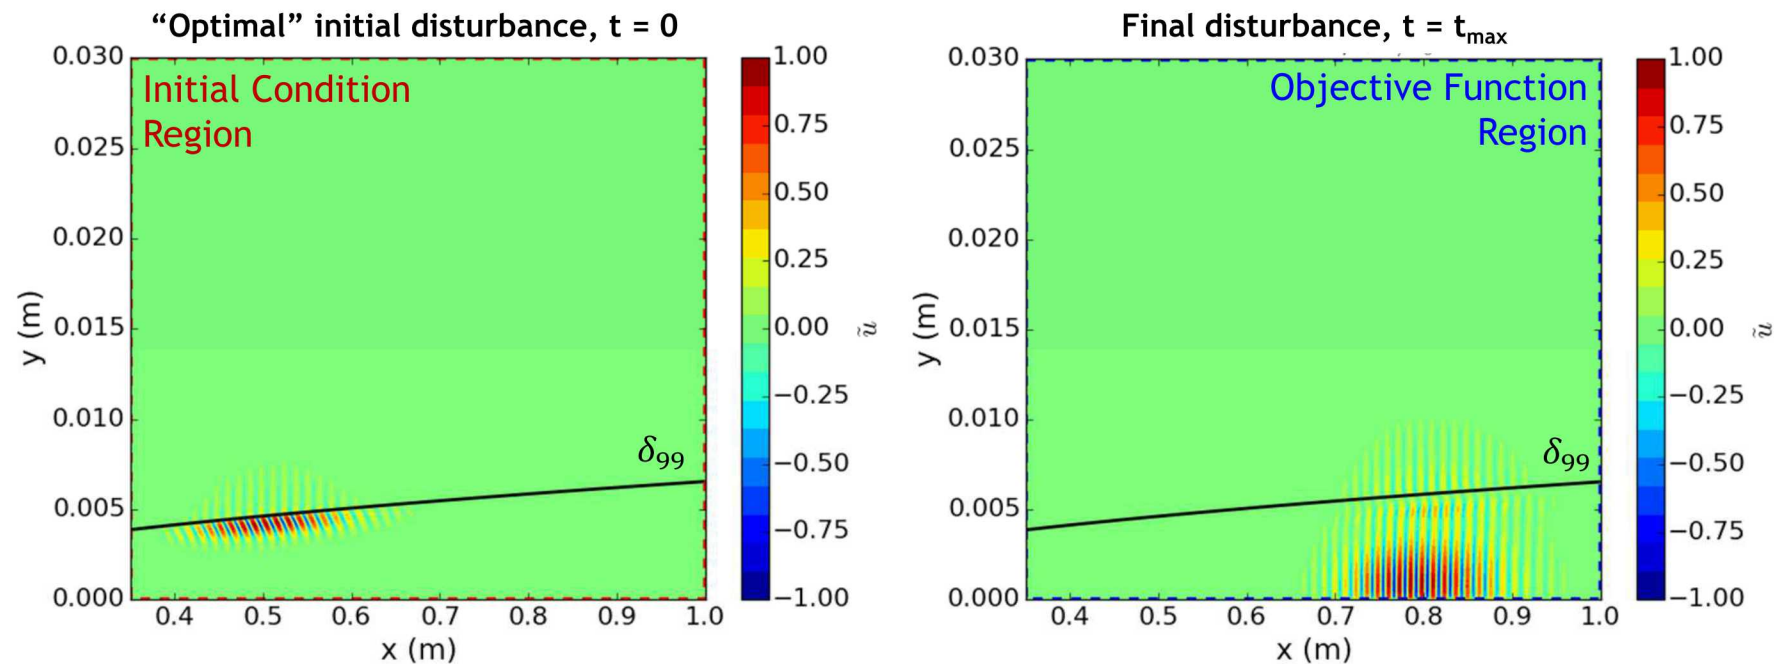 “Optimal” initial disturbance, t = 0
Initial Condition
Region
δ99
0.030
0.025
0.020
0.015
0.010
0.005
0.000
y (m)
0.4 0.5 0.6 0.7 0.8 0.9 1.0
x (m)
1.00
0.75
0.50
0.25
0.00
−0.25
−0.50
−0.75
−1.00
ũ
Final disturbance, t = tmax
Objective Function
Region
δ99
0.030
0.025
0.020
0.015
0.010
0.005
0.000
y (m)
0.4 0.5 0.6 0.7 0.8 0.9 1.0
x (m)
1.00
0.75
0.50
0.25
0.00
−0.25
−0.50
−0.75
−1.00
ũ